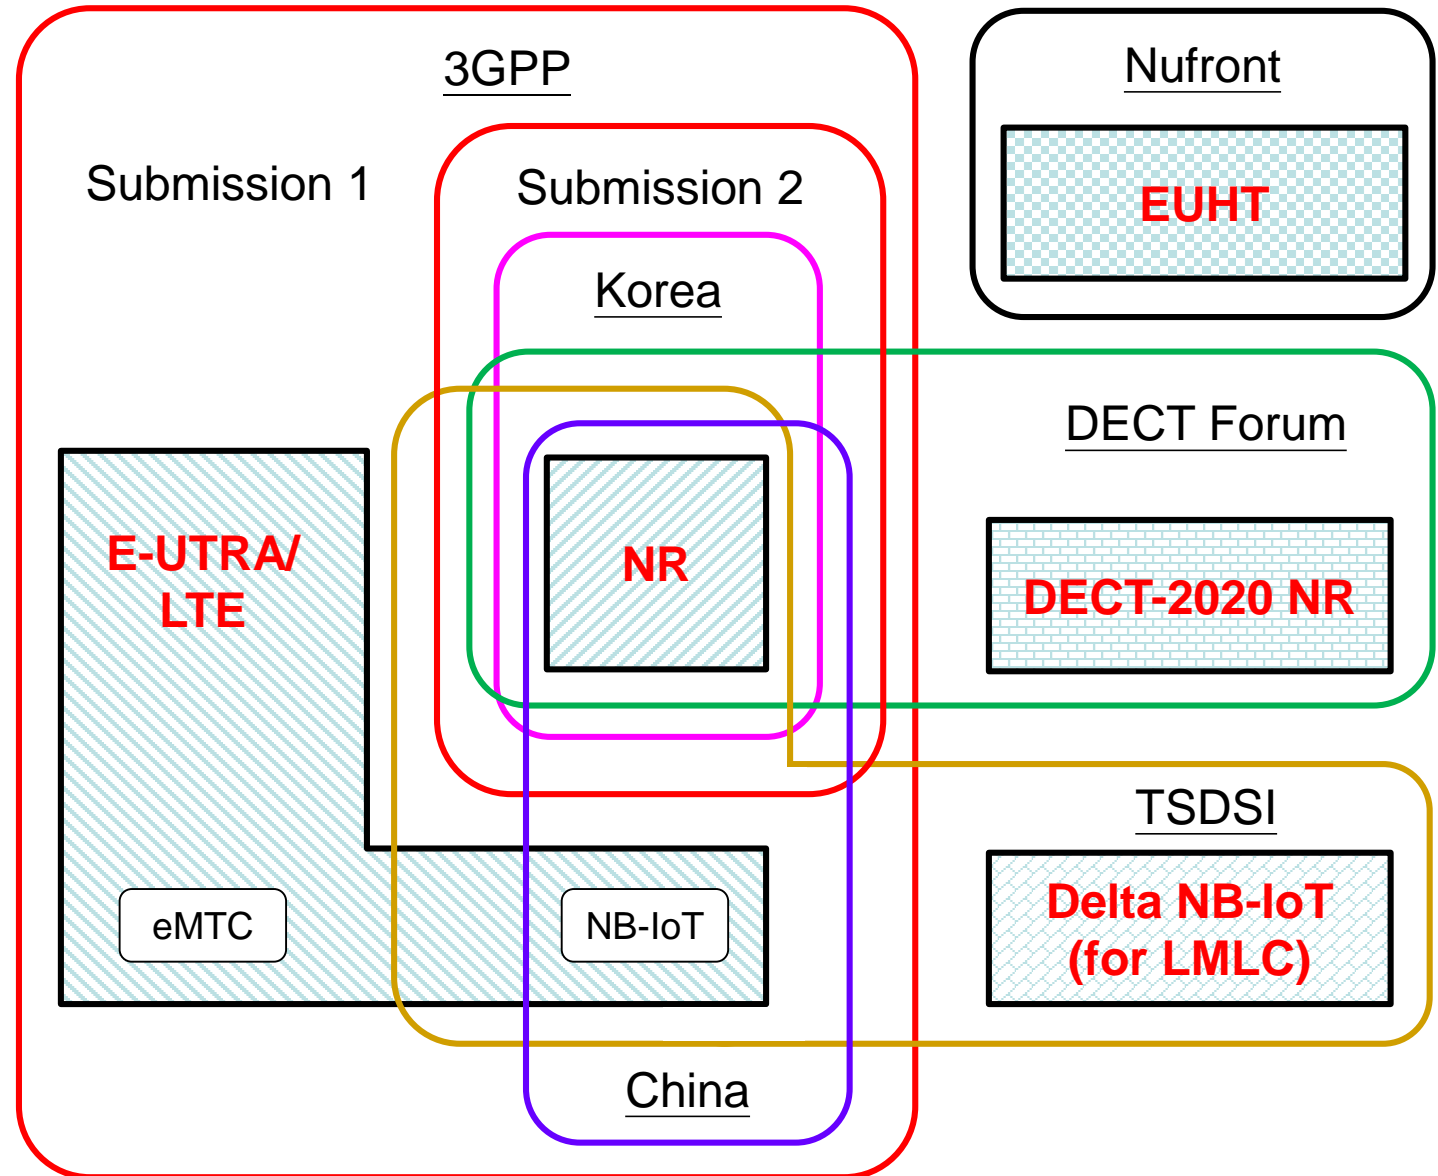 3GPP
Nufront
Submission 1
Submission 2
EUHT
Korea
DECT Forum
E-UTRA/
LTE
NR
DECT-2020 NR
TSDSI
eMTC
NB-IoT
Delta NB-IoT
(for LMLC)
China